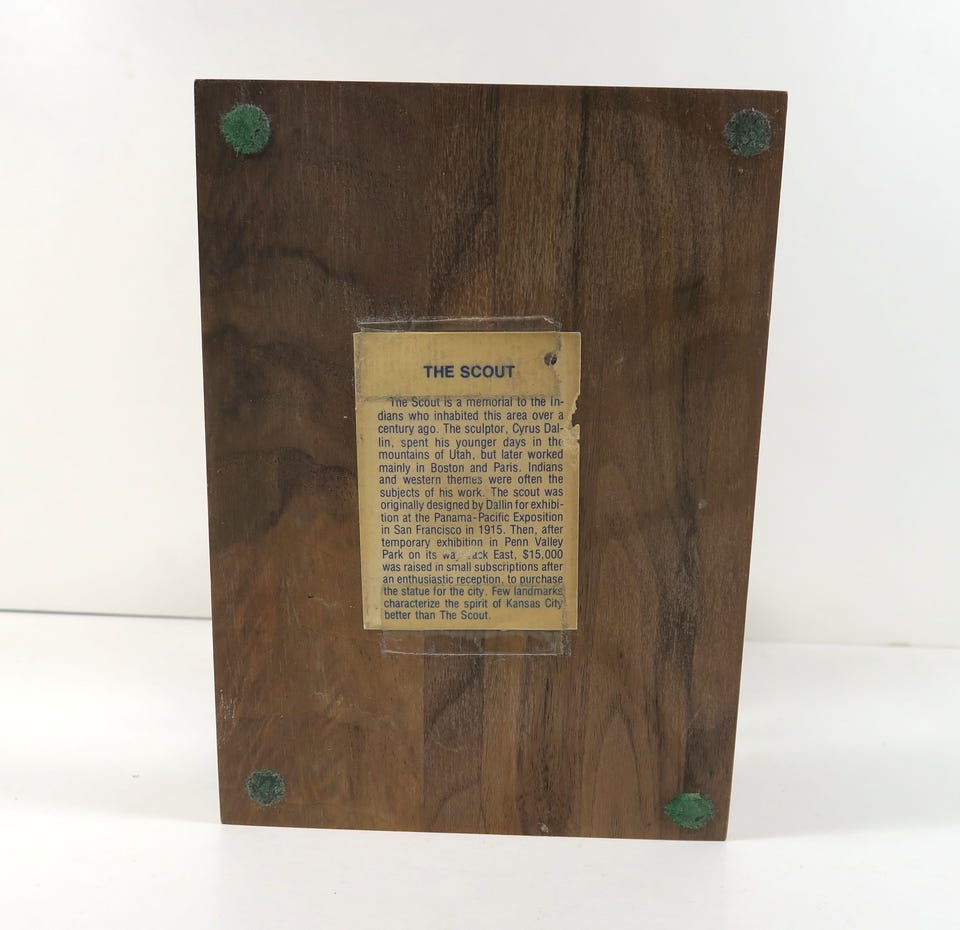 THE SCOUT
The Scout is a memorial to the In-
dians who inhabited this area over a
century ago. The sculptor, Cyrus Dal-
lin, spent his younger days in the
mountains of Utah, but later worked
mainly in Boston and Paris. Indians
and western themes were often the
subjects of his work. The scout was
originally designed by Dallin for exhibi-
tion at the Panama-Pacific Exposition
in San Francisco in 1915. Then, after
temporary exhibition in Penn Valley
Park on its East, $15,000
was raised in small subscriptions after
an enthusiastic reception, to purchase
the statue for the city. Few landmarks
characterize the spirit of Kansas City
better than The Scout.